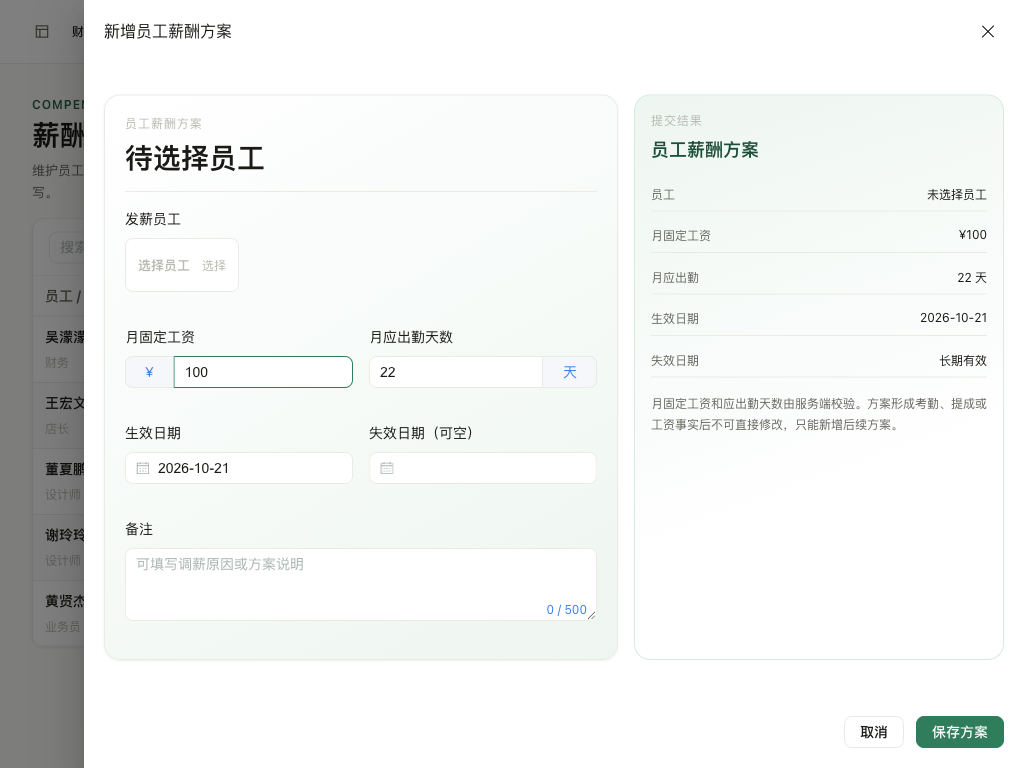 财
COMPEN
薪酬
维护员工
写。
搜索
员工 /
吴濛濛
财务
王宏文
店长
董夏鹏
设计师
谢玲玲
设计师
黄贤杰
业务员
新增员工薪酬方案
员工薪酬方案
待选择员工
发薪员工
选择员工 选择
月固定工资 月应出勤天数
¥ 100 22 天
生效日期 失效日期（可空）
2026-10-21
备注
可填写调薪原因或方案说明
0 / 500
提交结果
员工薪酬方案
员工 未选择员工
月固定工资 ¥100
月应出勤 22 天
生效日期 2026-10-21
失效日期 长期有效
月固定工资和应出勤天数由服务端校验。方案形成考勤、提成或
工资事实后不可直接修改，只能新增后续方案。
取消 保存方案